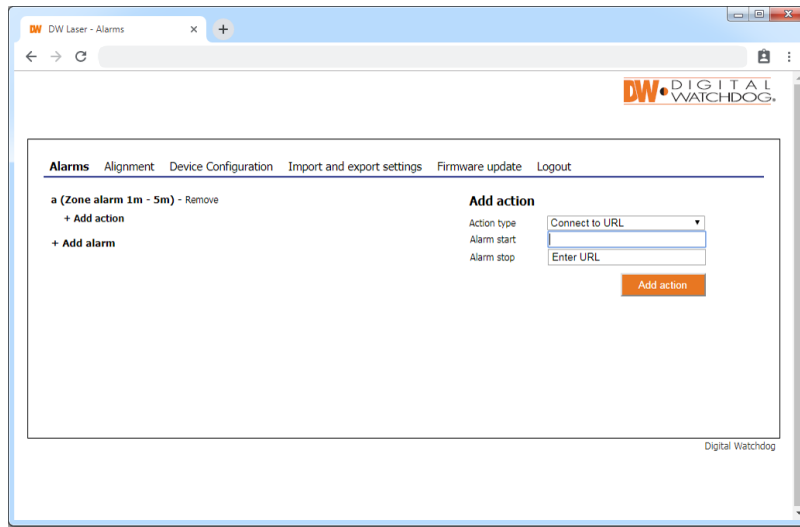 DW Laser - Alarms
DW DIGITAL
WATCHDOG.
Alarms Alignment Device Configuration Import and export settings Firmware update Logout
a (Zone alarm 1m - 5m) - Remove
+ Add action
+ Add alarm
Add action
Action type Connect to URL
Alarm start
Alarm stop Enter URL
Add action
Digital Watchdog